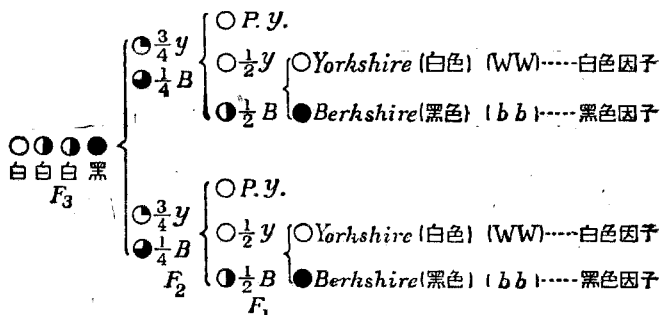 P. y.
3/4 y
1/2 y Yorkshire (白色) (WW)……白色因子
1/4 B
1/2 B Berkshire (黑色) (bb)……黑色因子
白 白 白 黑
F₃
P. y.
3/4 y
1/2 y Yorkshire (白色) (WW)……白色因子
1/4 B
1/2 B Berkshire (黑色) (bb)……黑色因子
F₂
F₁